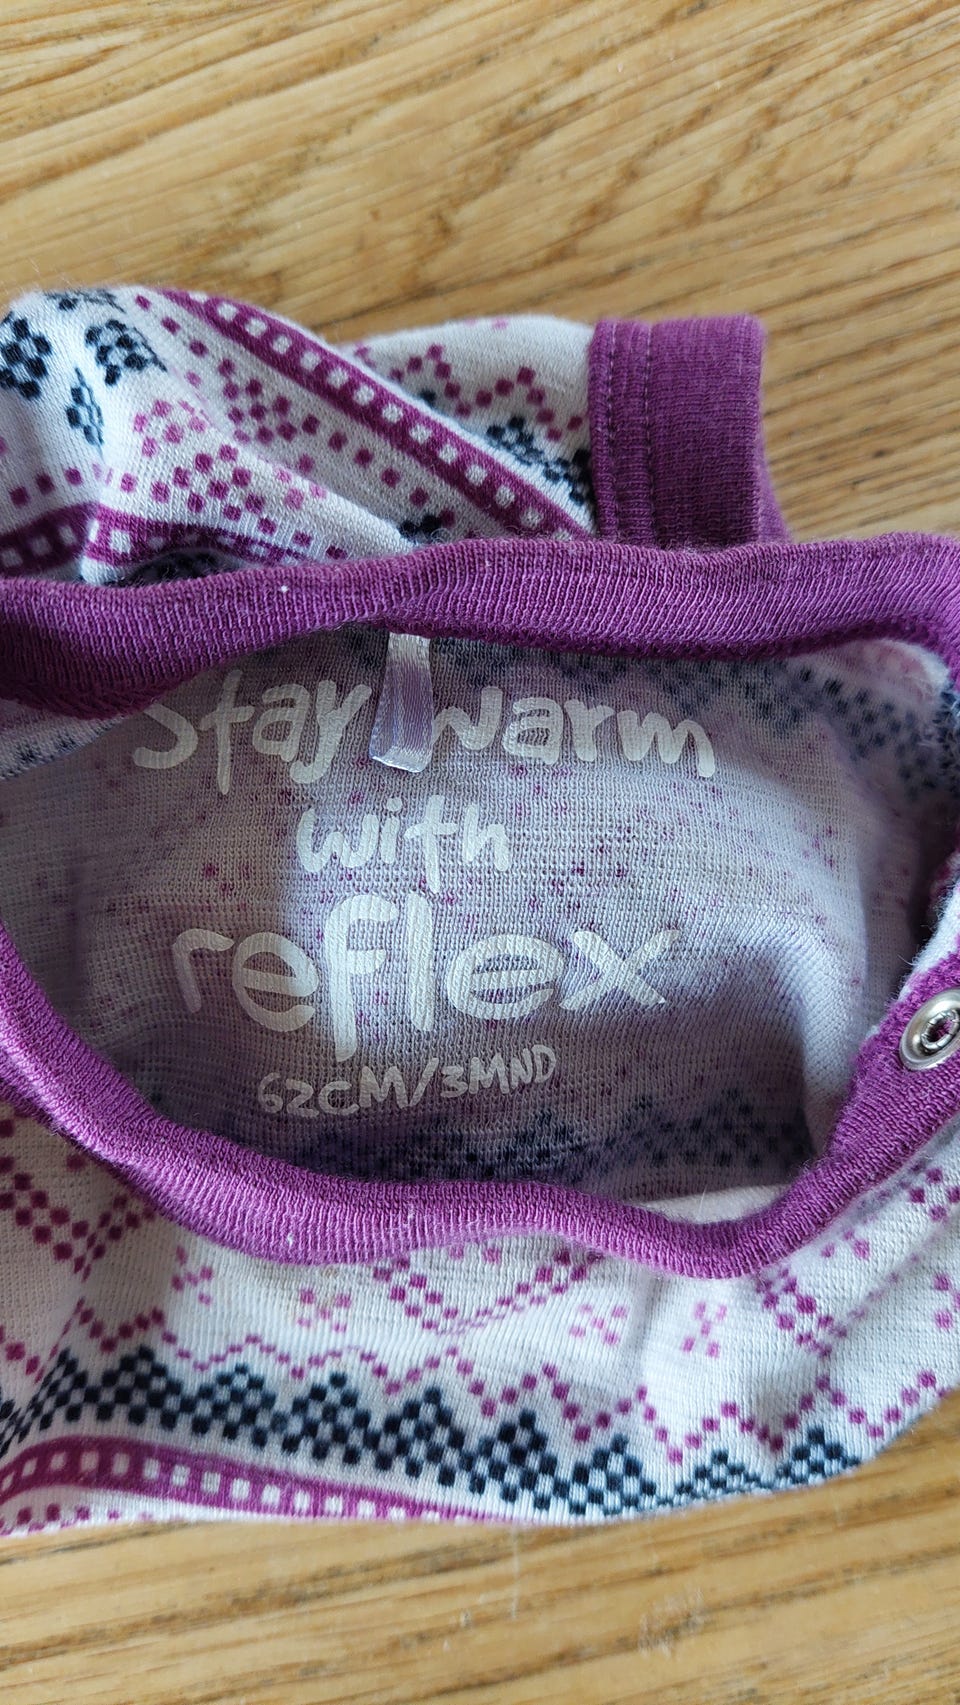 Stay warm
with
reflex
62CM/3MND